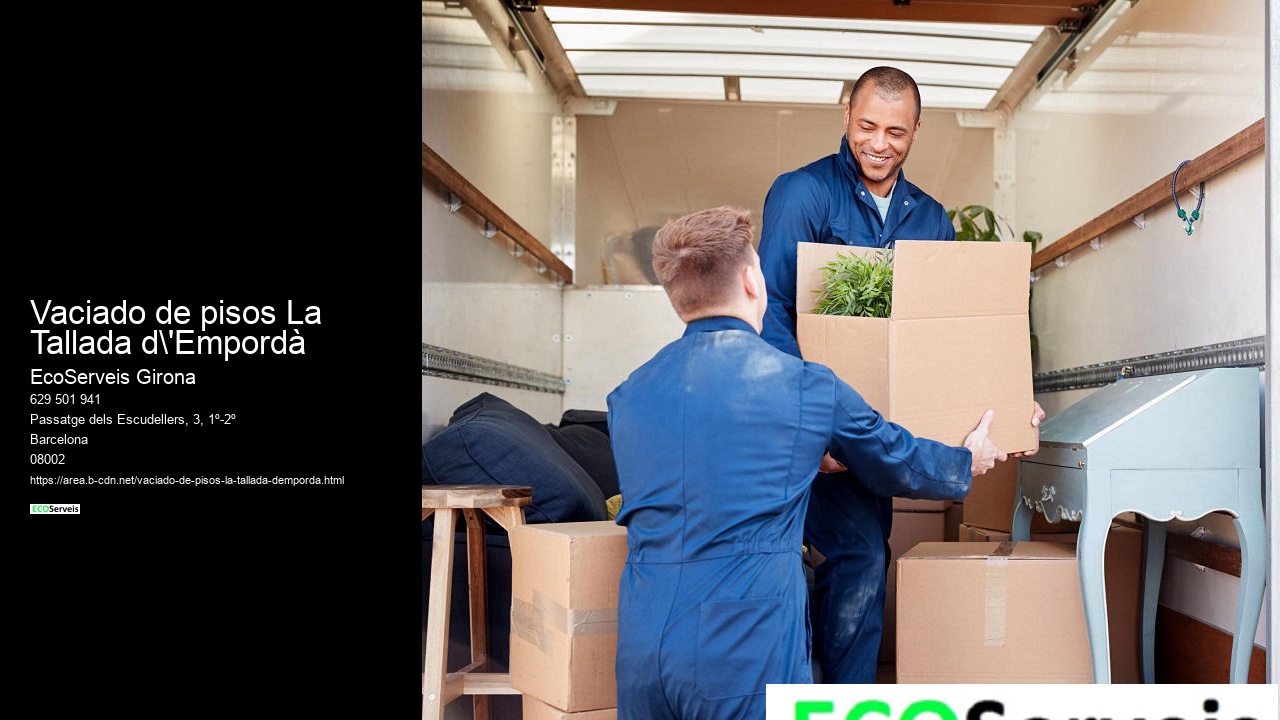 Vaciado de pisos La
Tallada d\'Empordà
EcoServeis Girona
629 501 941
Passatge dels Escudellers, 3, 1º-2º
Barcelona
08002
https://area.b-cdn.net/vaciado-de-pisos-la-tallada-demporda.html
ECOServeis
ECOServeis